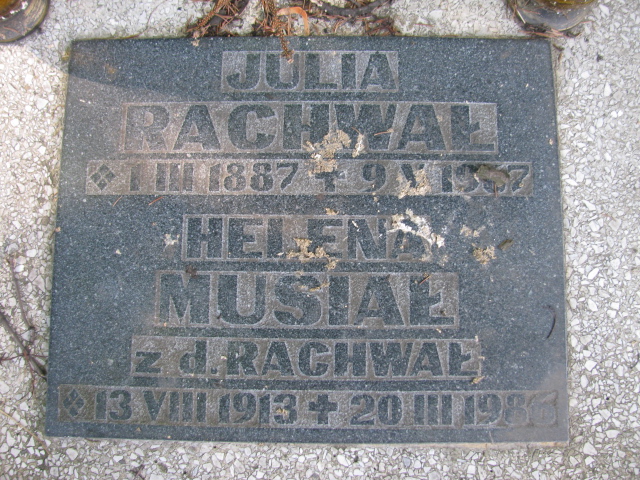 JULIA
RACHWAŁ
❖ 1 III 1887 ✝ 9 V
HELENA
MUSIAŁ
z d. RACHWAŁ
❖ 13 VIII 1913 ✝ 20 III